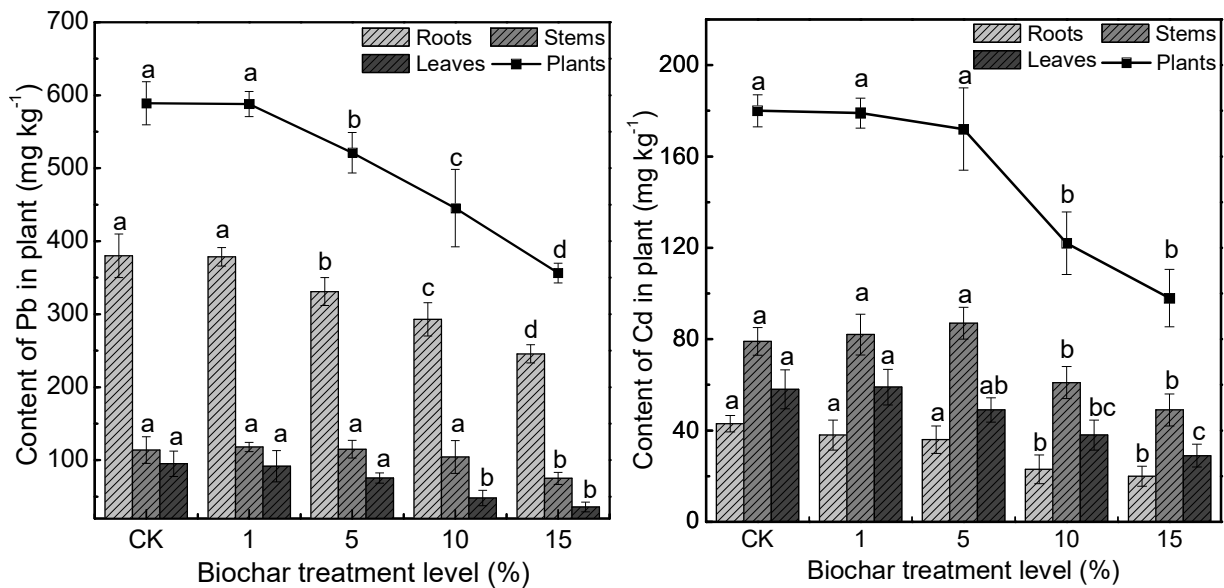 700
600
500
400
300
200
100
Content of Pb in plant (mg kg⁻¹)
Roots Stems
Leaves Plants
a a b c d
a a b c d
a a a a b
a a a b b
CK 1 5 10 15
Biochar treatment level (%)
200
160
120
80
40
0
Content of Cd in plant (mg kg⁻¹)
Roots Stems
Leaves Plants
a a a b b
a a a b b
a a ab bc c
a a a b b
CK 1 5 10 15
Biochar treatment level (%)